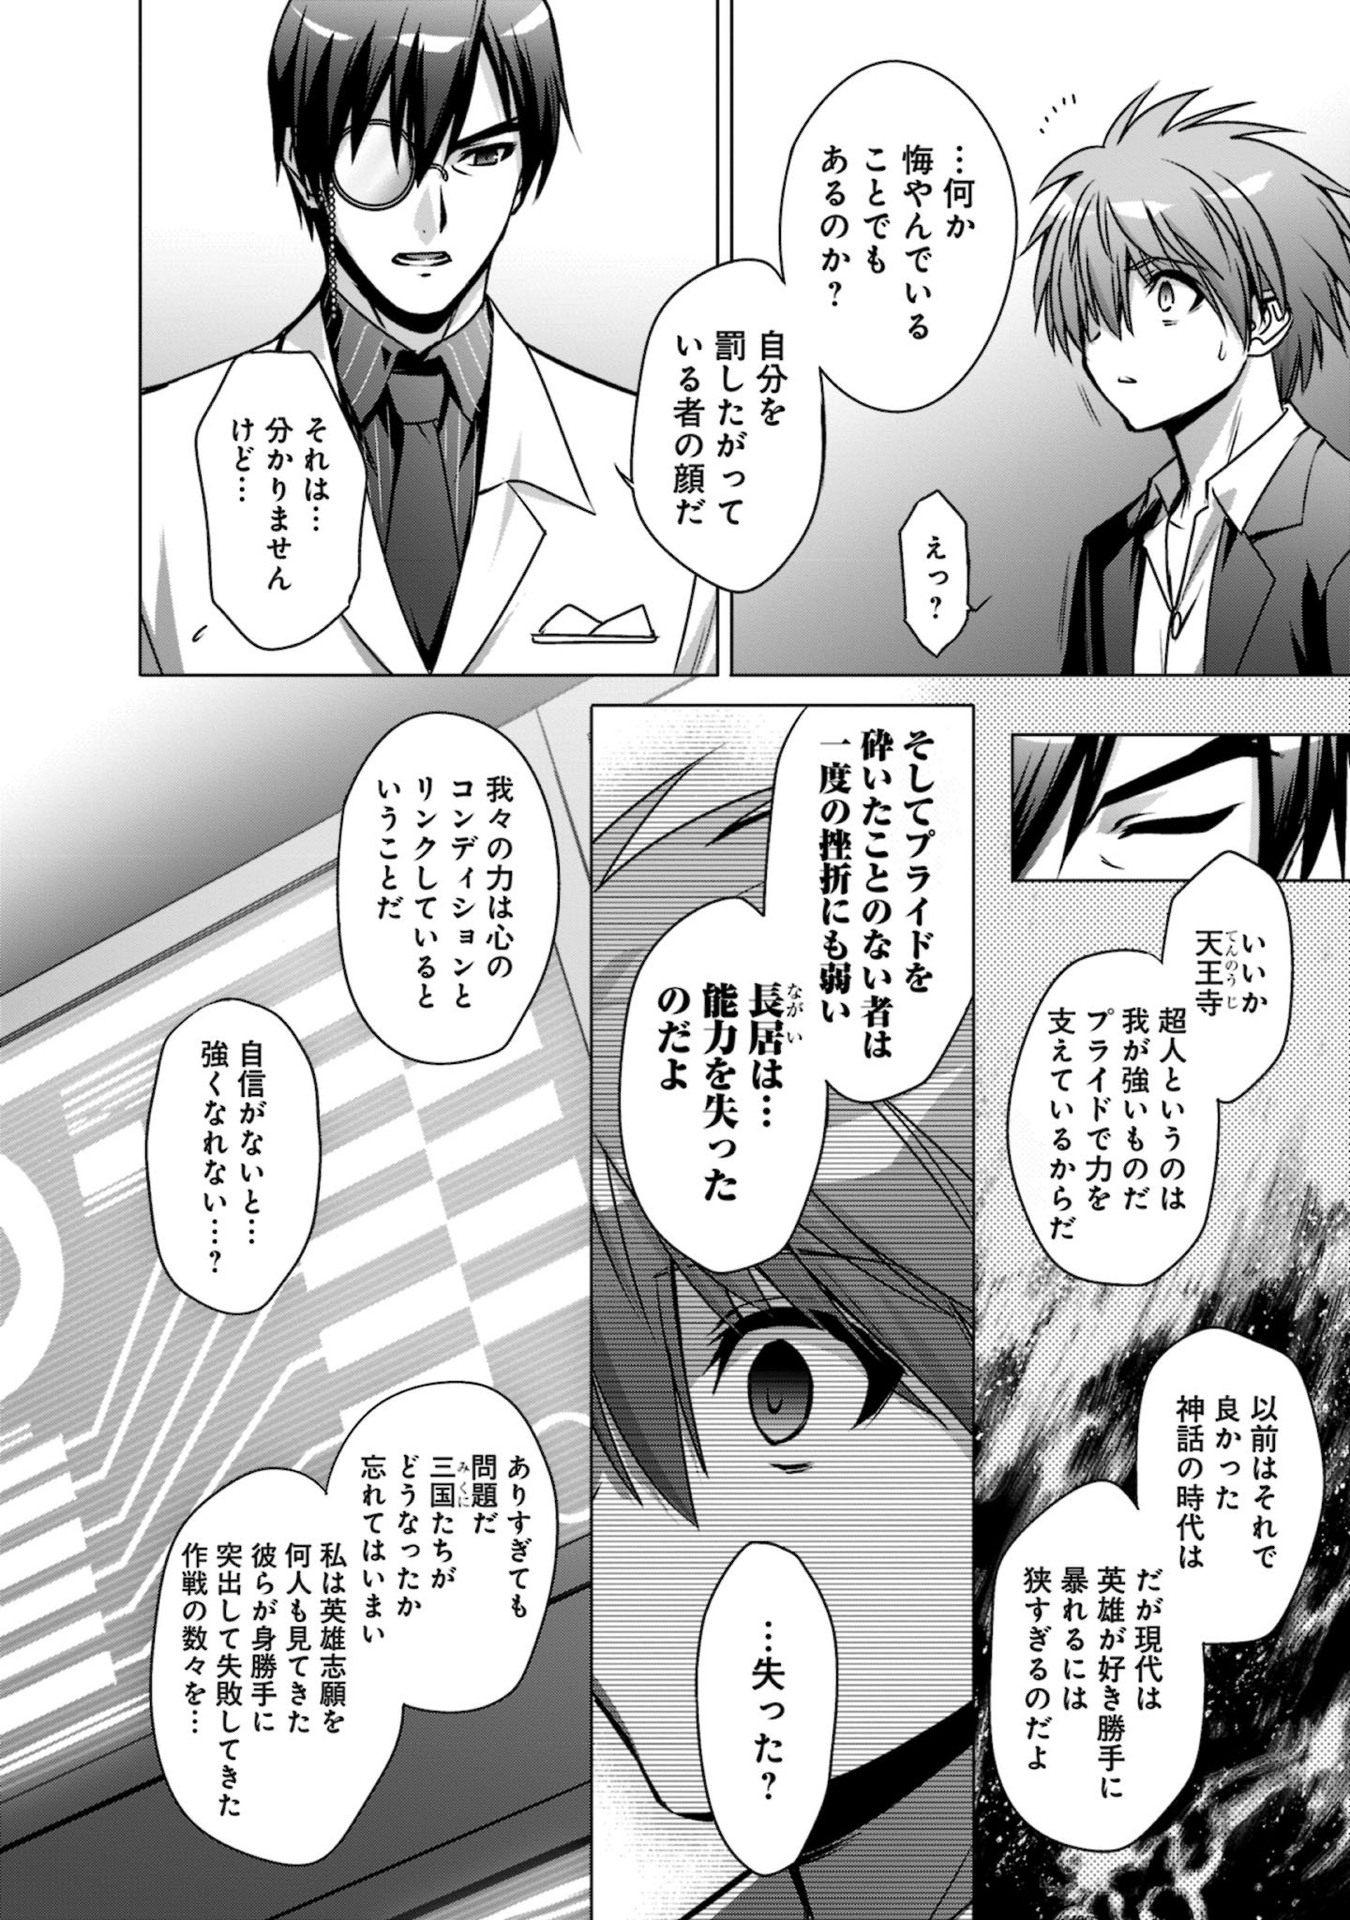 …何か
悔やんでいる
ことでも
あるのか？
自分を
罰したがって
いる者の顔だ
えっ？
それは…
分かりません
けど…
いいか
天王寺
てんのうじ
超人というのは
我が強いものだ
プライドで力を
支えているからだ
以前はそれで
良かった
神話の時代は
だが現代は
英雄が好き勝手に
暴れるには
狭すぎるのだよ
そしてプライドを
砕いたことのない者は
一度の挫折にも弱い
長居は…
ながい
能力を失った
のだよ
…失った？
我々の力は心の
コンディションと
リンクしていると
いうことだ
自信がないと…
強くなれない…？
ありすぎても
問題だ
三国たちが
みくに
どうなったか
忘れてはいまい
私は英雄志願を
何人も見てきた
彼らが身勝手に
突出して失敗してきた
作戦の数々を…